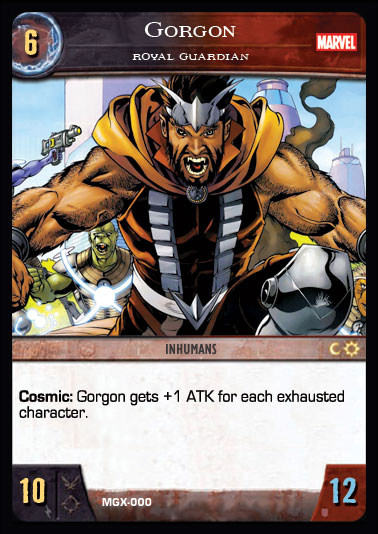 6
GORGON
MARVEL
ROYAL GUARDIAN
INHUMANS
Cosmic: Gorgon gets +1 ATK for each exhausted
character.
10
MGX-000
12